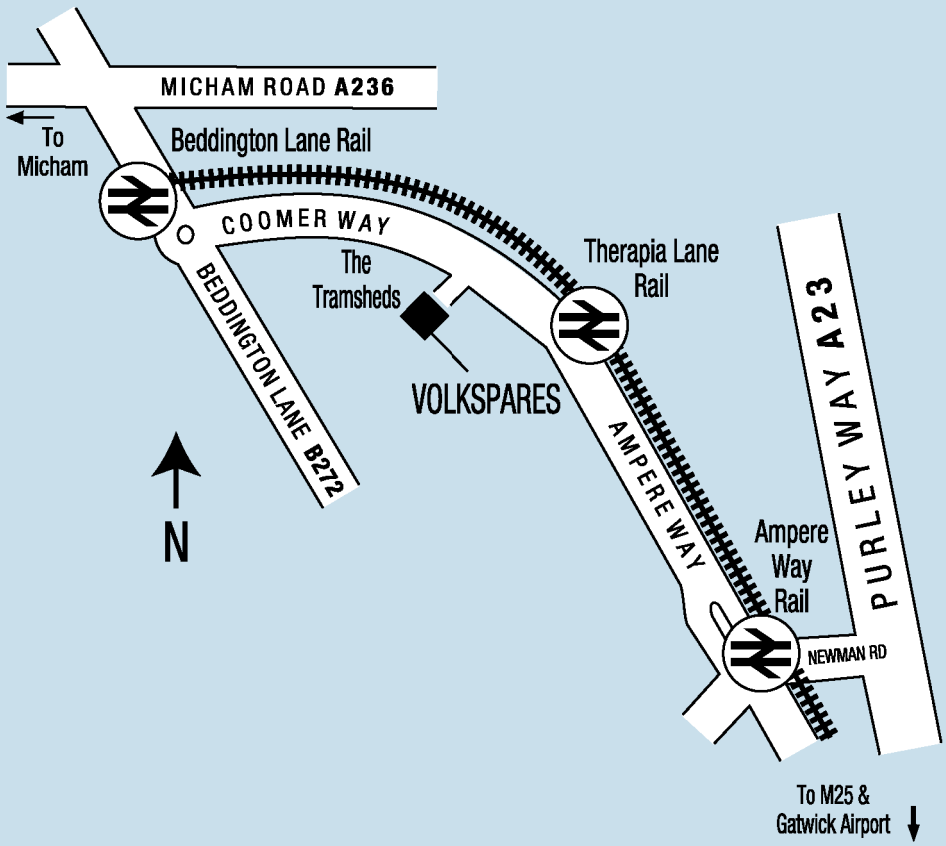 MICHAM ROAD A236
To
Micham
Beddington Lane Rail
COOMER WAY
The
Tramsheds
Therapia Lane
Rail
VOLKSPARES
BEDDINGTON LANE B272
N
AMPERE WAY
PURLEY WAY A23
Ampere
Way
Rail
NEWMAN RD
To M25 &
Gatwick Airport